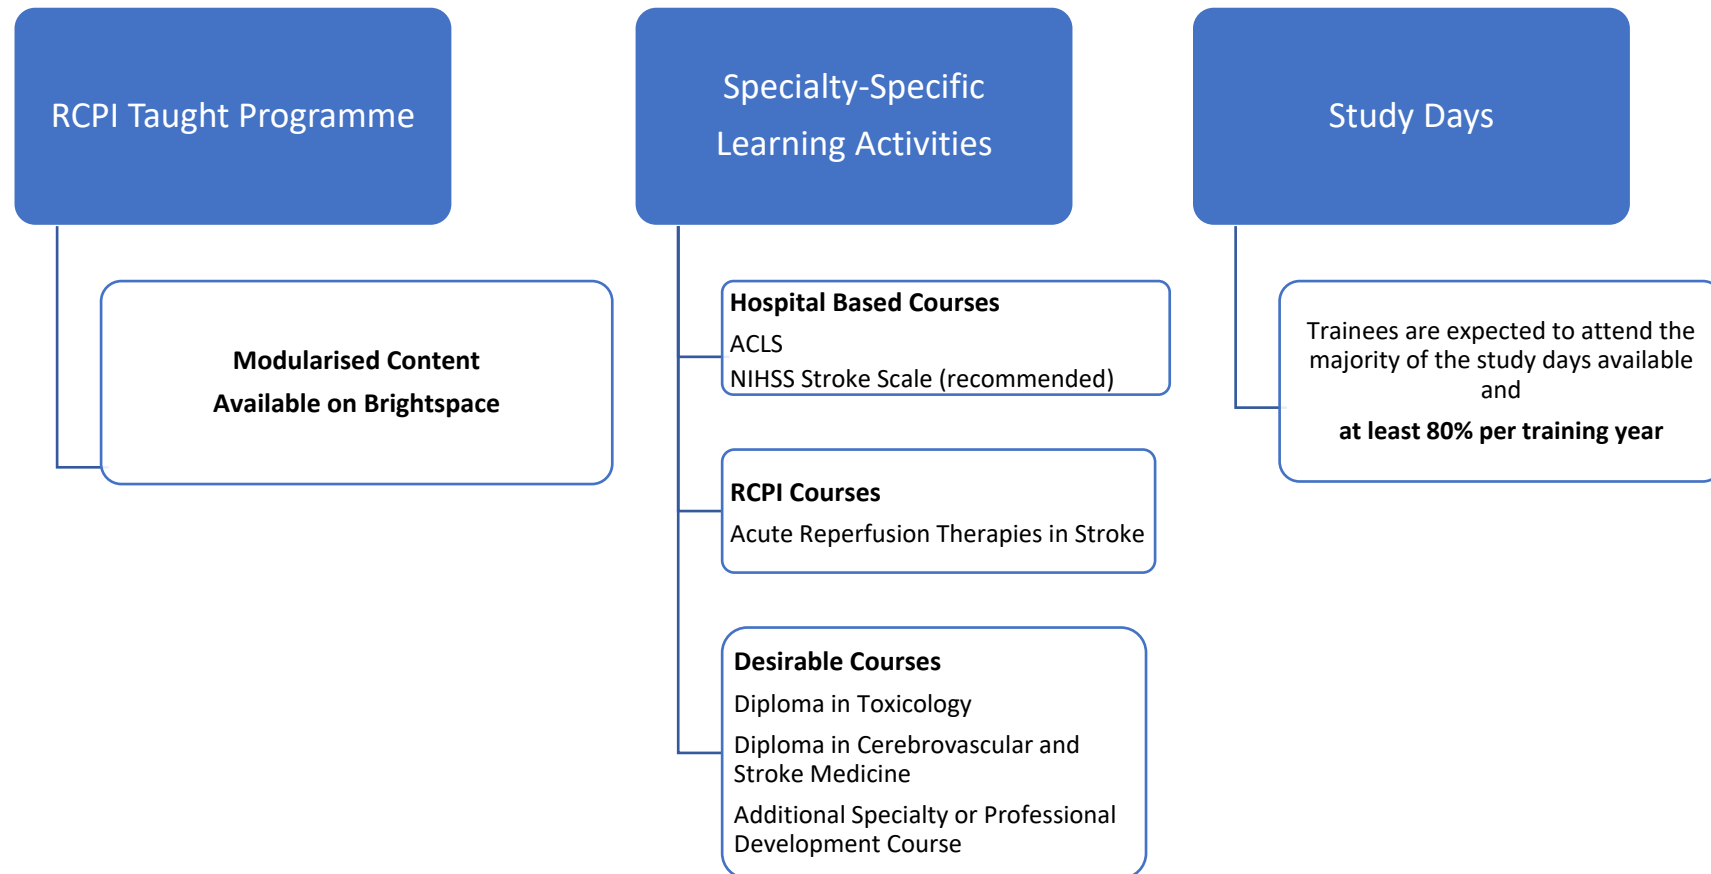 RCPI Taught Programme
Modularised Content
Available on Brightspace
Specialty-Specific
Learning Activities
Hospital Based Courses
ACLS
NIHSS Stroke Scale (recommended)
RCPI Courses
Acute Reperfusion Therapies in Stroke
Desirable Courses
Diploma in Toxicology
Diploma in Cerebrovascular and
Stroke Medicine
Additional Specialty or Professional
Development Course
Study Days
Trainees are expected to attend the
majority of the study days available
and
at least 80% per training year